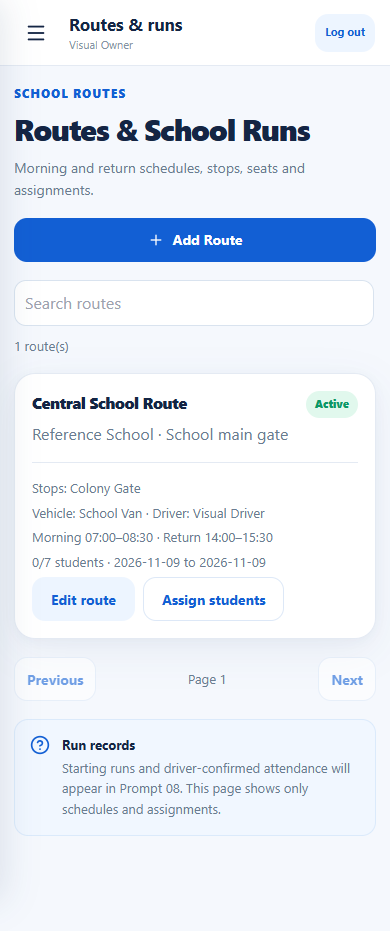 Routes & runs
Visual Owner
Log out
SCHOOL ROUTES
Routes & School Runs
Morning and return schedules, stops, seats and
assignments.
+ Add Route
Search routes
1 route(s)
Central School Route
Active
Reference School · School main gate
Stops: Colony Gate
Vehicle: School Van · Driver: Visual Driver
Morning 07:00–08:30 · Return 14:00–15:30
0/7 students · 2026-11-09 to 2026-11-09
Edit route
Assign students
Previous
Page 1
Next
Run records
Starting runs and driver-confirmed attendance will
appear in Prompt 08. This page shows only
schedules and assignments.